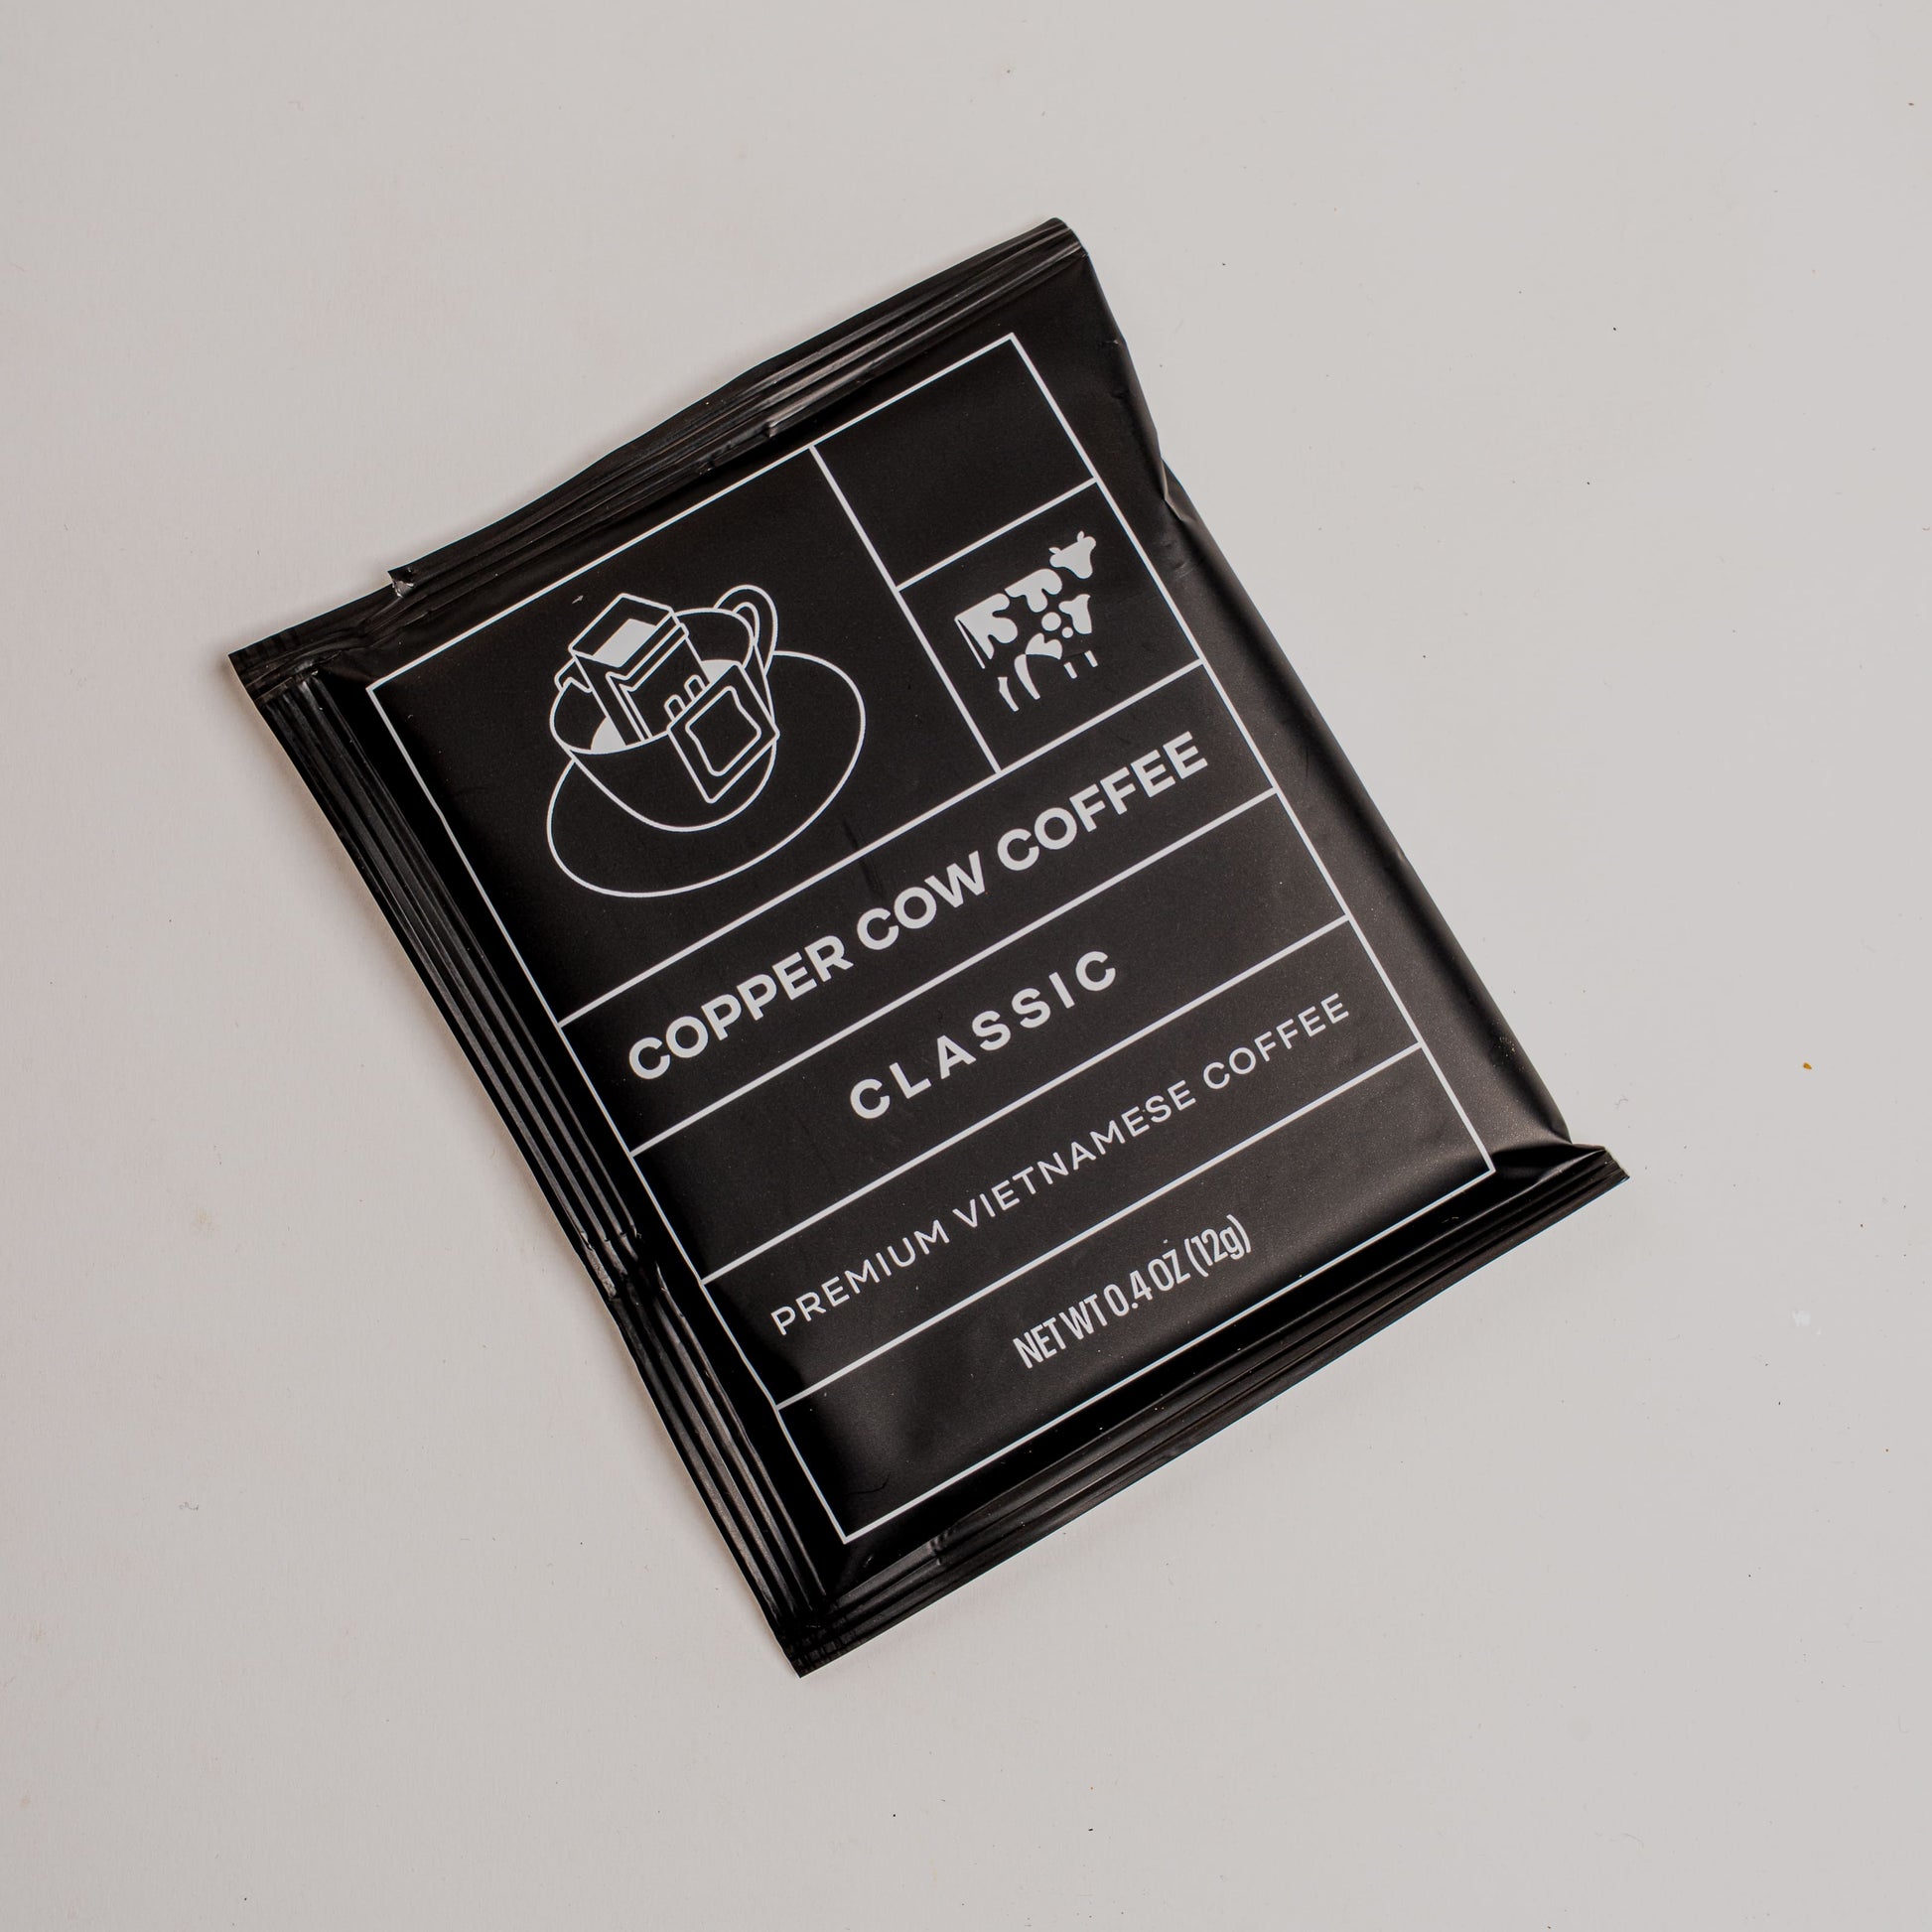 COPPER COW COFFEE
CLASSIC
PREMIUM VIETNAMESE COFFEE
NET WT 0.4 OZ (12g)